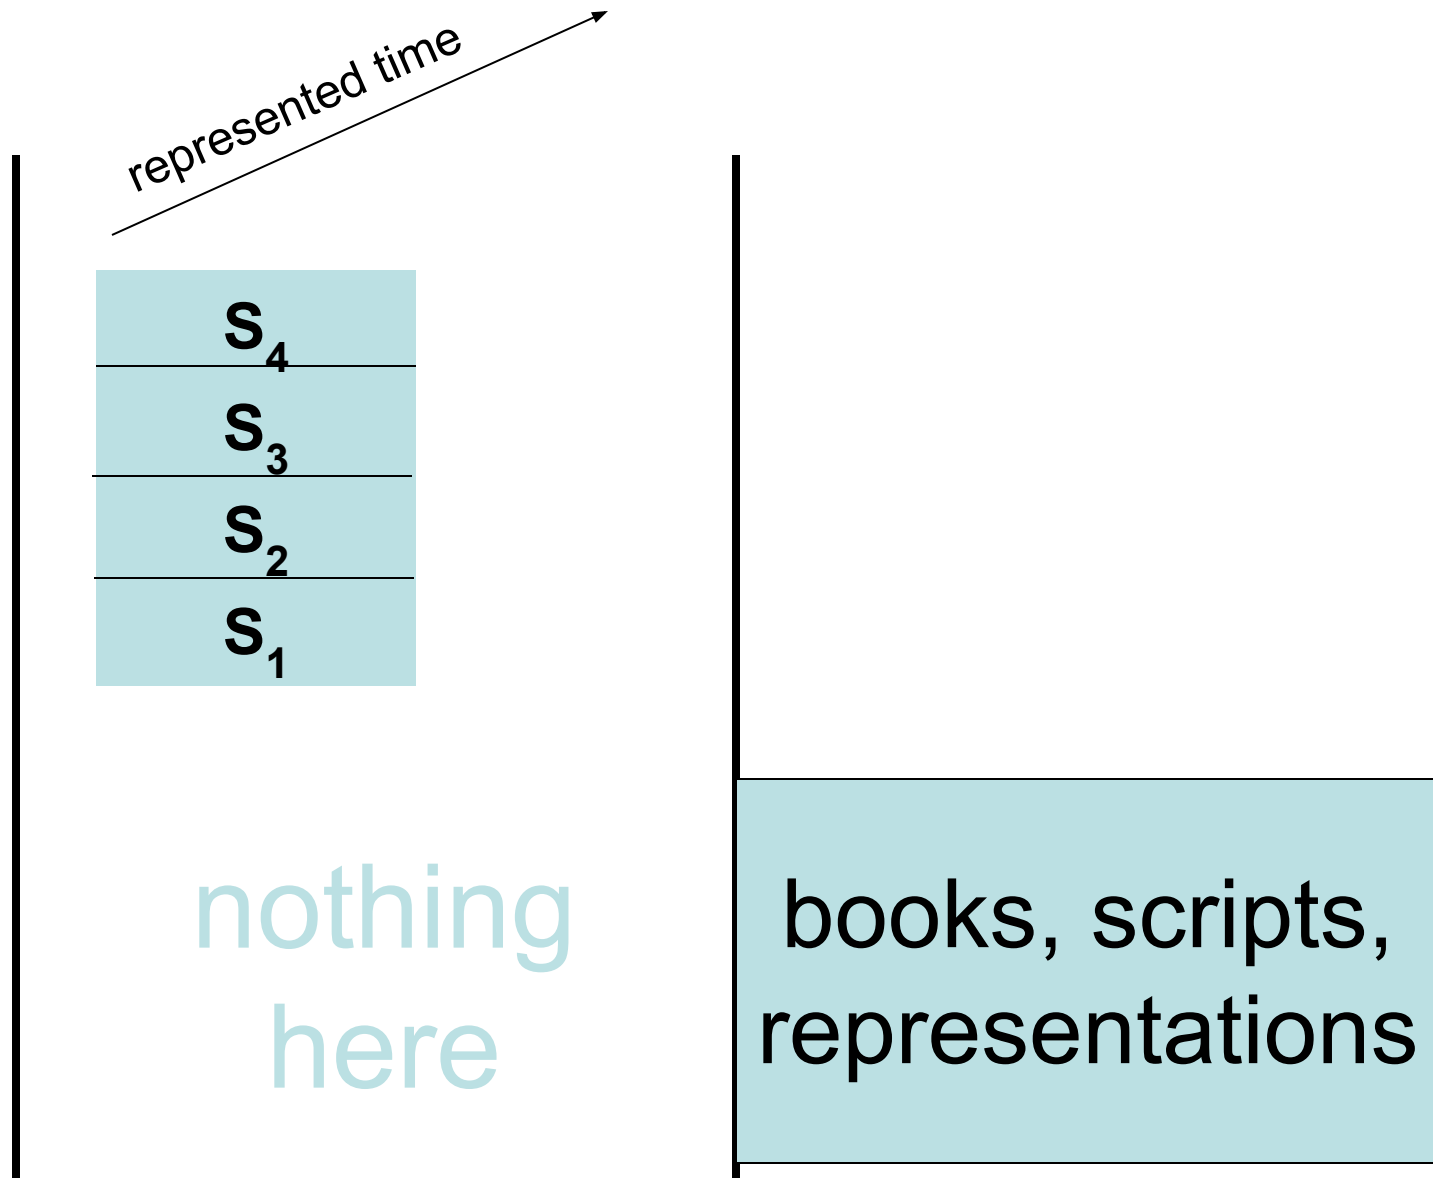 represented time
S4
S3
S2
S1
nothing
here
books, scripts,
representations